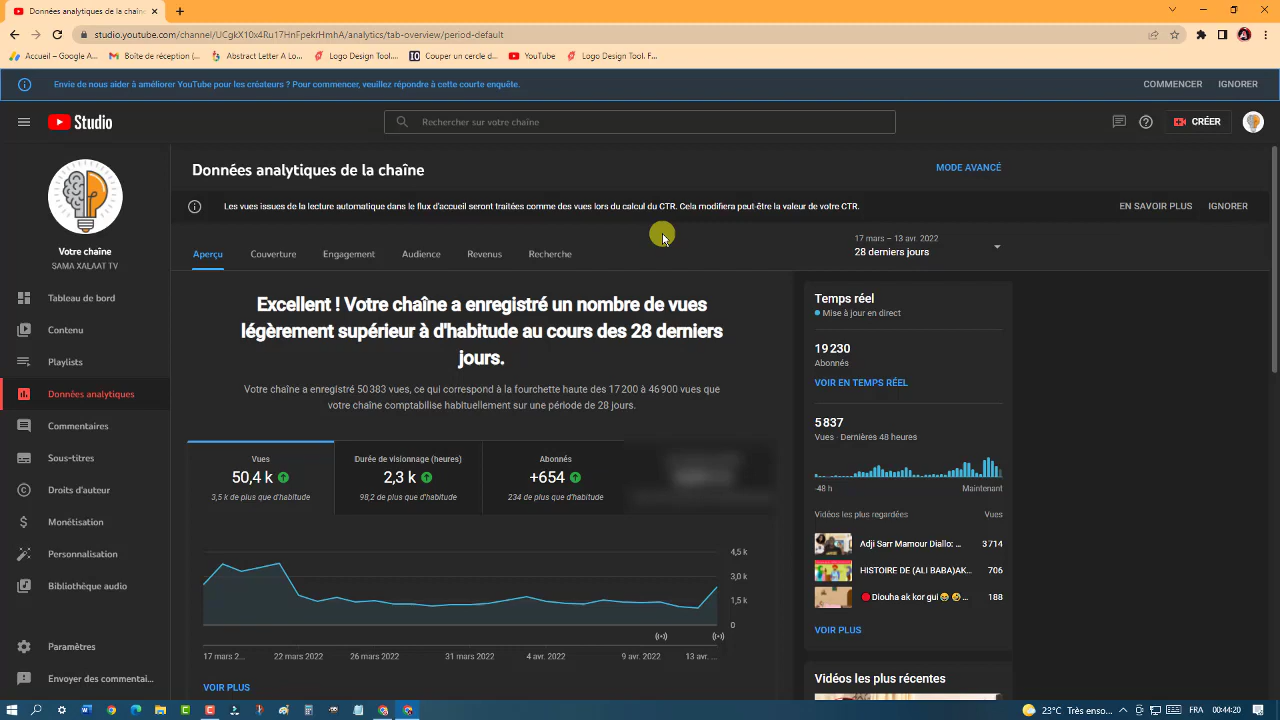 Données analytiques de la chaîn
studio.youtube.com/channel/UCgkX10x4Ru17HnFpekrHmPg/analytics/tab-overview/period-default
Accueil – Google A...
Boîte de réception (...
Abstract Letter A Lo...
Logo Design Tool. F...
Couper un cercle d...
YouTube
Logo Design Tool. F...
Envie de nous aider à améliorer YouTube pour les créateurs ? Pour commencer, veuillez répondre à cette courte enquête.
COMMENCER
IGNORER
Studio
Rechercher sur votre chaîne
CRÉER
Votre chaîne
SAMA XALAAT TV
Tableau de bord
Contenu
Playlists
Données analytiques
Commentaires
Sous-titres
Droits d'auteur
Monétisation
Personnalisation
Bibliothèque audio
Paramètres
Envoyer des commentai...
Données analytiques de la chaîne
MODE AVANCÉ
Les vues issues de la lecture automatique dans le flux d'accueil seront traitées comme des vues lors du calcul du CTR. Cela modifiera peut-être la valeur de votre CTR.
EN SAVOIR PLUS
IGNORER
Aperçu
Couverture
Engagement
Audience
Revenus
Recherche
17 mars – 13 avr. 2022
28 derniers jours
Excellent ! Votre chaîne a enregistré un nombre de vues
légèrement supérieur à d'habitude au cours des 28 derniers
jours.
Votre chaîne a enregistré 50 383 vues, ce qui correspond à la fourchette haute des 17 200 à 46 900 vues que
votre chaîne comptabilise habituellement sur une période de 28 jours.
Vues
50,4 k
3,5 k de plus que d'habitude
Durée de visionnage (heures)
2,3 k
98,2 de plus que d'habitude
Abonnés
+654
234 de plus que d'habitude
4,5 k
3,0 k
1,5 k
0
17 mars 2...
22 mars 2022
26 mars 2022
31 mars 2022
4 avr. 2022
9 avr. 2022
13 avr. ...
VOIR PLUS
Temps réel
Mise à jour en direct
19 230
Abonnés
VOIR EN TEMPS RÉEL
5 837
Vues · Dernières 48 heures
-48 h
Maintenant
Vidéos les plus regardées
Vues
Adji Sarr Mamour Diallo: ...
3 714
HISTOIRE DE (ALI BABA)AK...
706
Dlouha ak kor gui 😂 🤣 ...
188
VOIR PLUS
Vidéos les plus récentes
23°C Très enso...
FRA
00:44:20